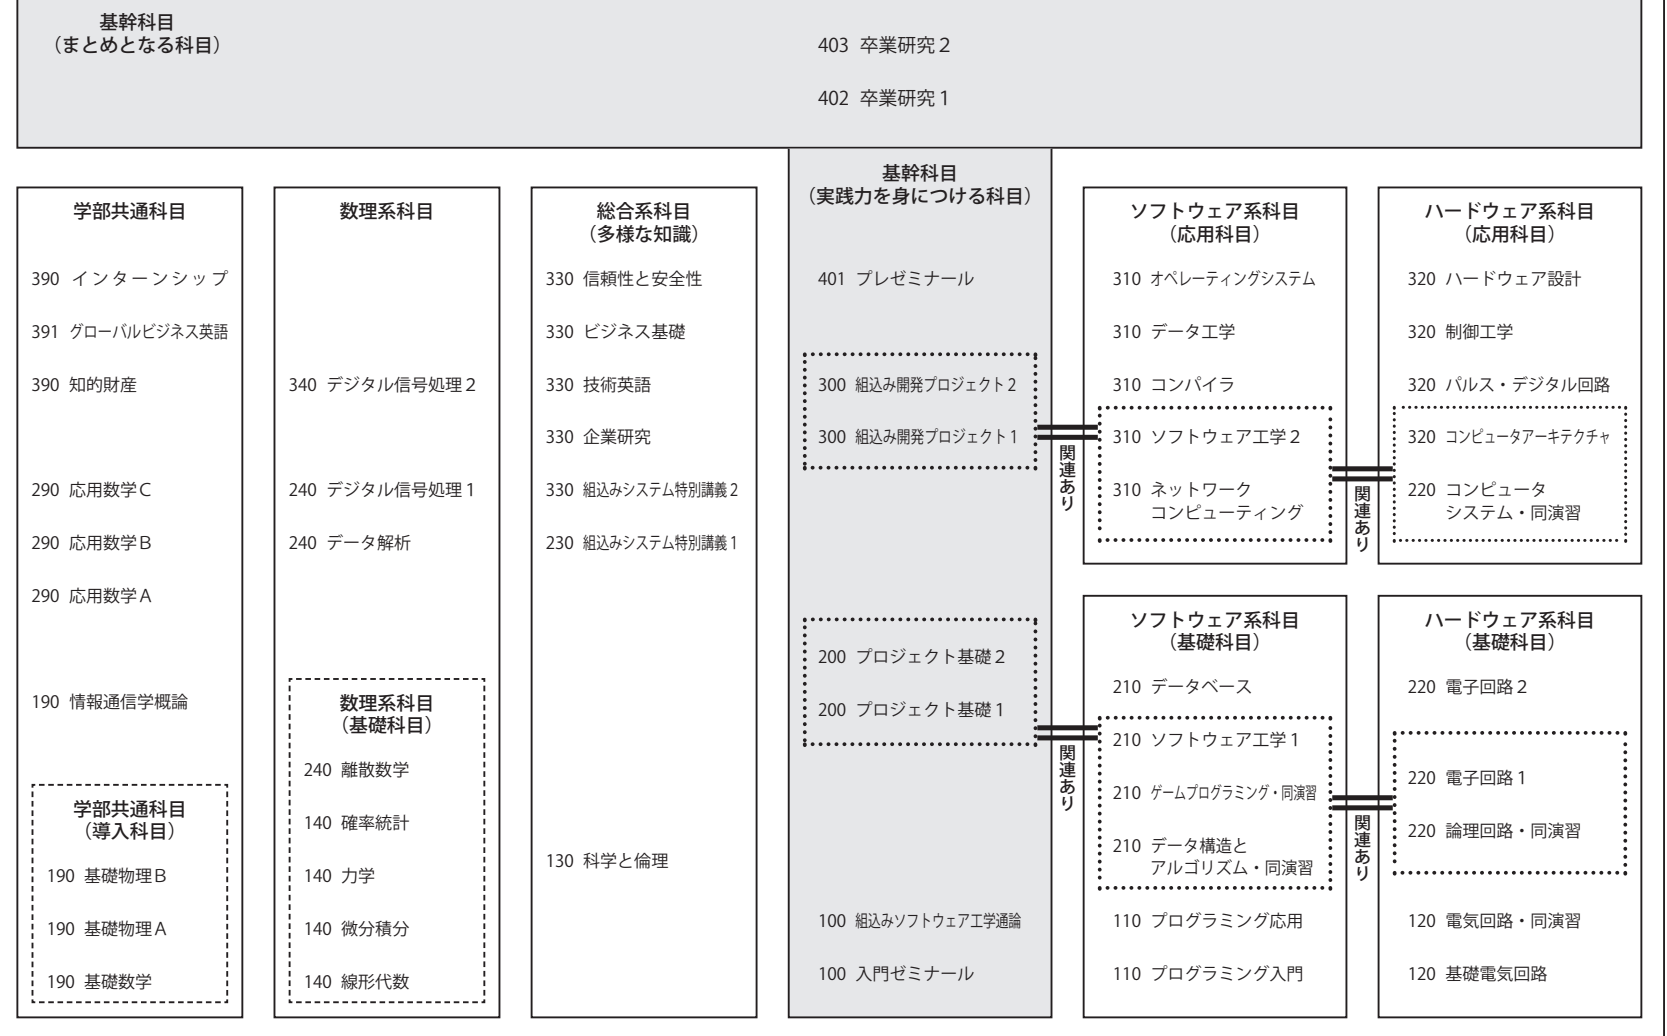 基幹科目
（まとめとなる科目）
403 卒業研究２
402 卒業研究１
学部共通科目
390 インターンシップ
391 グローバルビジネス英語
390 知的財産
290 応用数学Ｃ
290 応用数学Ｂ
290 応用数学Ａ
190 情報通信学概論
学部共通科目
（導入科目）
190 基礎物理Ｂ
190 基礎物理Ａ
190 基礎数学
数理系科目
340 デジタル信号処理２
240 デジタル信号処理１
240 データ解析
数理系科目
（基礎科目）
240 離散数学
140 確率統計
140 力学
140 微分積分
140 線形代数
総合系科目
（多様な知識）
330 信頼性と安全性
330 ビジネス基礎
330 技術英語
330 企業研究
330 組込みシステム特別講義２
230 組込みシステム特別講義１
130 科学と倫理
基幹科目
（実践力を身につける科目）
401 プレゼミナール
300 組込み開発プロジェクト２
300 組込み開発プロジェクト１
200 プロジェクト基礎２
200 プロジェクト基礎１
100 組込みソフトウェア工学通論
100 入門ゼミナール
関連あり
関連あり
ソフトウェア系科目
（応用科目）
310 オペレーティングシステム
310 データ工学
310 コンパイラ
310 ソフトウェア工学２
310 ネットワーク
コンピューティング
ソフトウェア系科目
（基礎科目）
210 データベース
210 ソフトウェア工学１
210 ゲームプログラミング・同演習
210 データ構造と
アルゴリズム・同演習
110 プログラミング応用
110 プログラミング入門
関連あり
関連あり
ハードウェア系科目
（応用科目）
320 ハードウェア設計
320 制御工学
320 パルス・デジタル回路
320 コンピュータアーキテクチャ
220 コンピュータ
システム・同演習
ハードウェア系科目
（基礎科目）
220 電子回路２
220 電子回路１
220 論理回路・同演習
120 電気回路・同演習
120 基礎電気回路